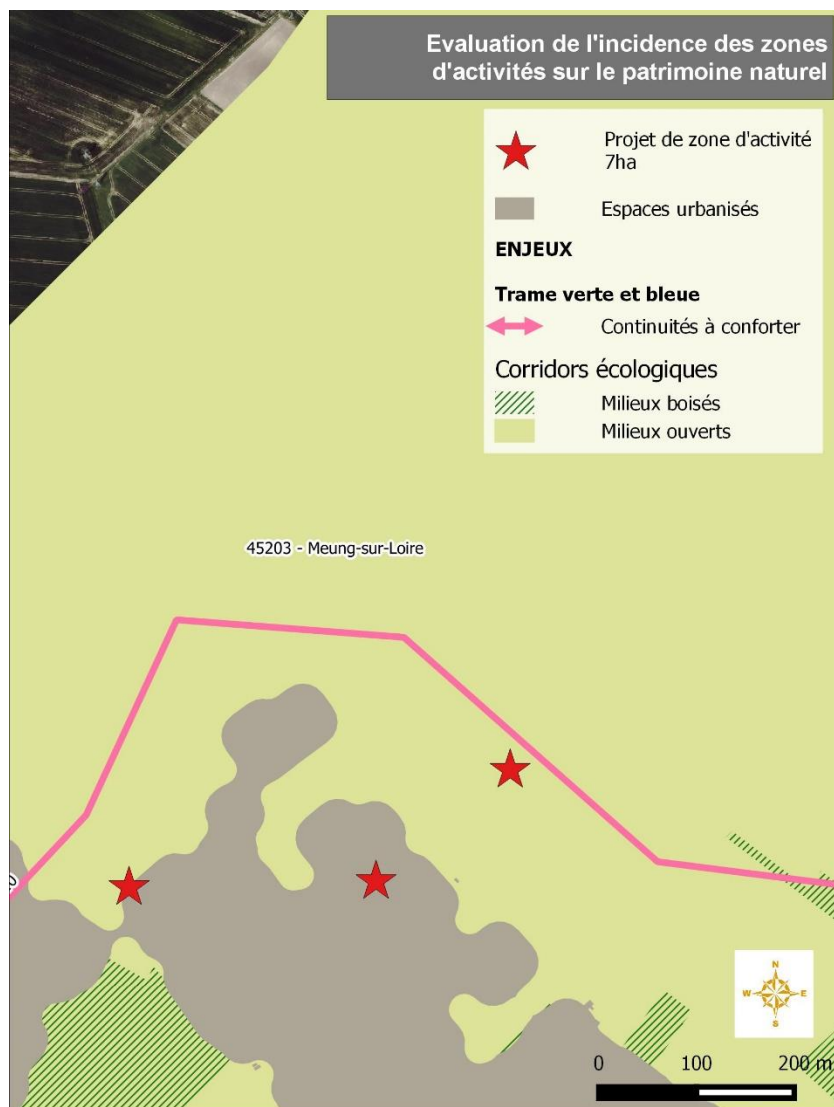 Evaluation de l'incidence des zones
d'activités sur le patrimoine naturel
Projet de zone d'activité
7ha
Espaces urbanisés
ENJEUX
Trame verte et bleue
Continuités à conforter
Corridors écologiques
Milieux boisés
Milieux ouverts
45203 - Meung-sur-Loire
N
W E
S
0 100 200 m